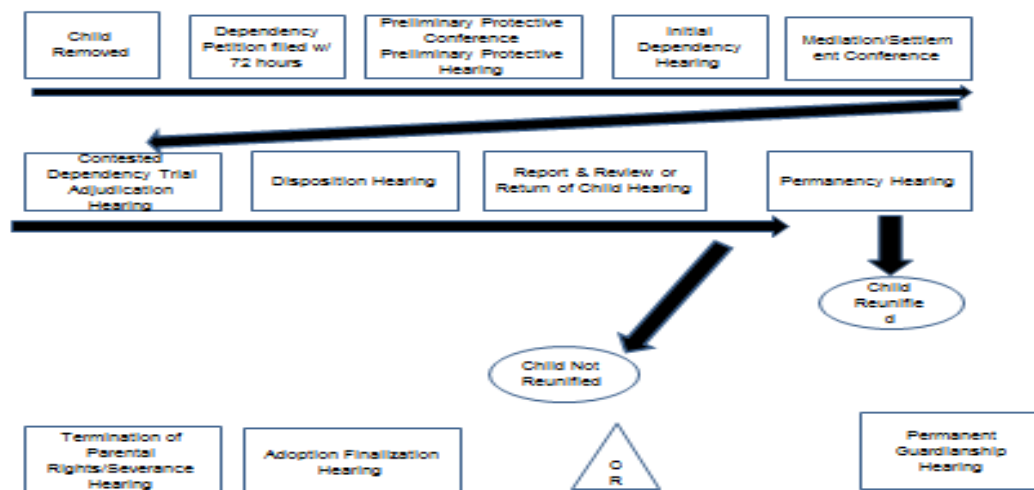 Child
Removed
Dependency
Petition filed w/
72 hours
Preliminary Protective
Conference
Preliminary Protective
Hearing
Initial
Dependency
Hearing
Mediation/Settlem
ent Conference
Contested
Dependency Trial
Adjudication
Hearing
Disposition Hearing
Report & Review or
Return of Child Hearing
Permanency Hearing
Child
Reunifie
d
Child Not
Reunified
Termination of
Parental
Rights/Severance
Hearing
Adoption Finalization
Hearing
O
R
Permanent
Guardianship
Hearing